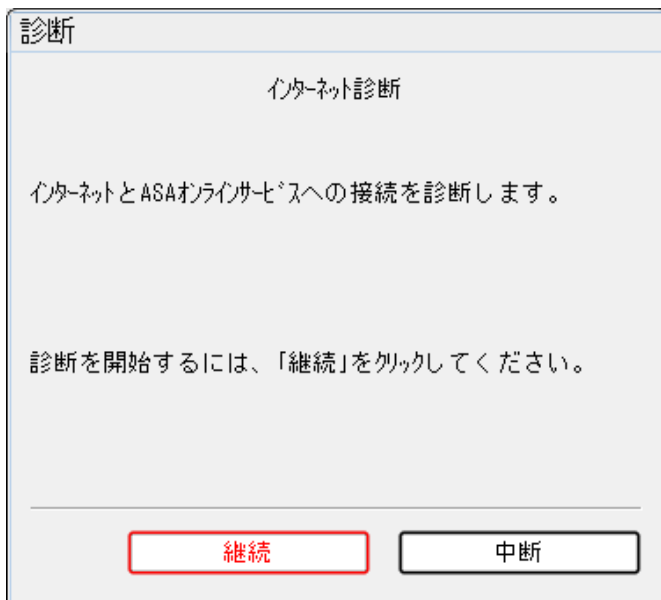 診断
ｲﾝﾀｰﾈｯﾄ診断
ｲﾝﾀｰﾈｯﾄとASAｵﾝﾗｲﾝｻｰﾋﾞｽへの接続を診断します。
診断を開始するには、「継続」をｸﾘｯｸしてください。
継続
中断